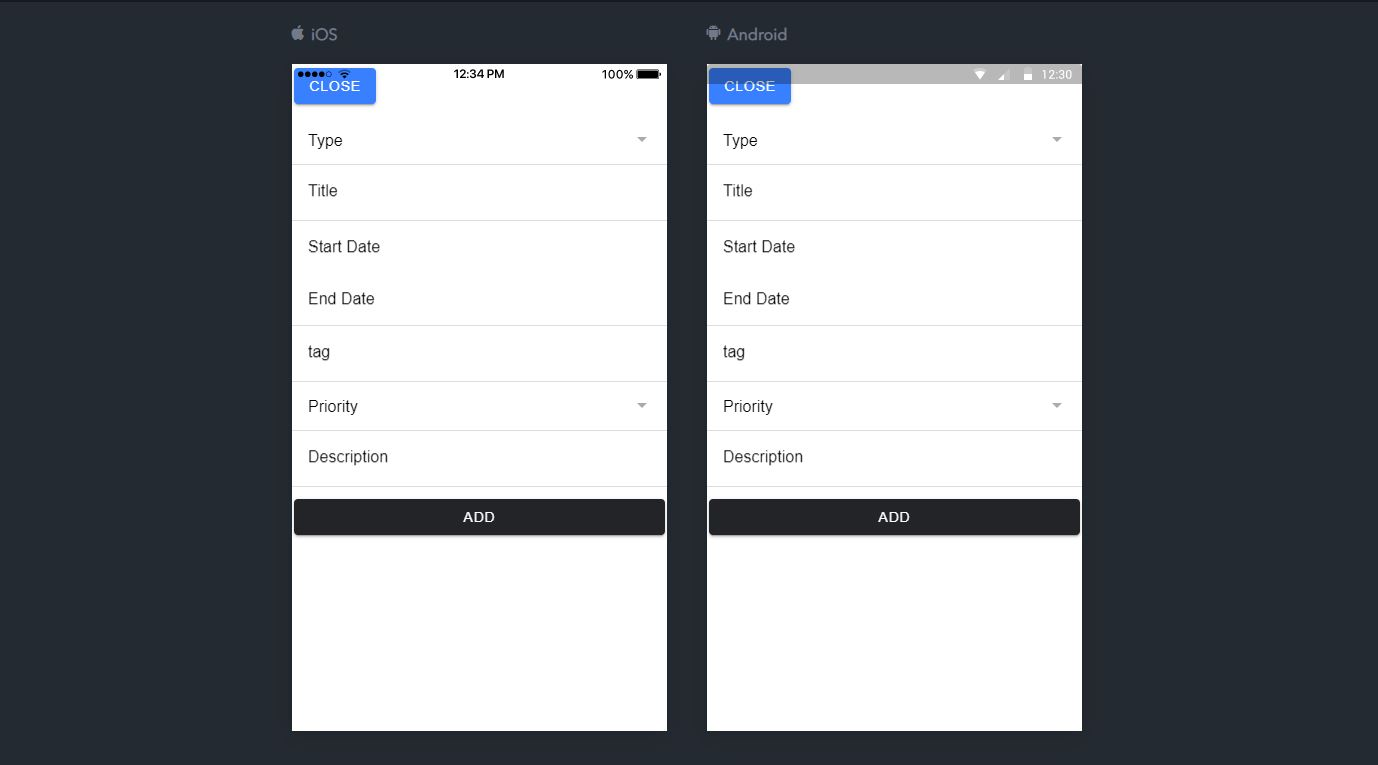 iOS
12:34 PM 100%
CLOSE
Type
Title
Start Date
End Date
tag
Priority
Description
ADD
Android
12:30
CLOSE
Type
Title
Start Date
End Date
tag
Priority
Description
ADD